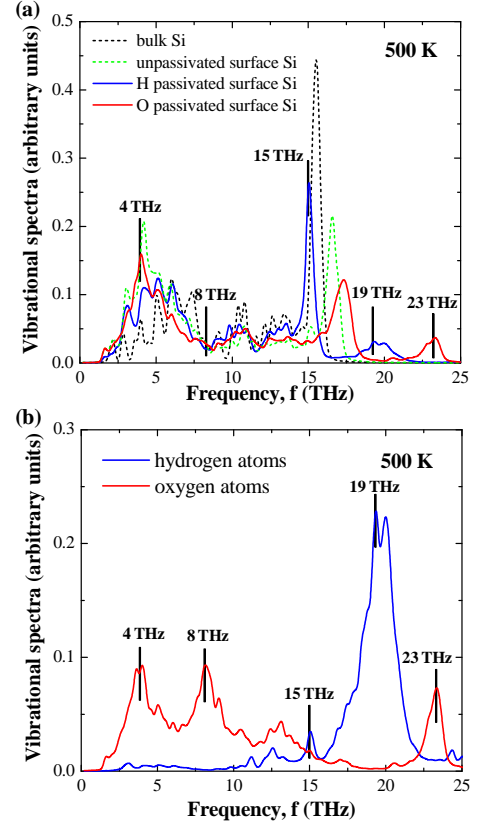 (a)
0.5
0.4
0.3
0.2
0.1
0.0
Vibrational spectra (arbitrary units)
bulk Si
unpassivated surface Si
H passivated surface Si
O passivated surface Si
500 K
15 THz
4 THz
8 THz
19 THz
23 THz
0 5 10 15 20 25
Frequency, f (THz)
(b)
0.3
0.2
0.1
0.0
Vibrational spectra (arbitrary units)
hydrogen atoms
oxygen atoms
500 K
19 THz
4 THz
8 THz
23 THz
15 THz
0 5 10 15 20 25
Frequency, f (THz)